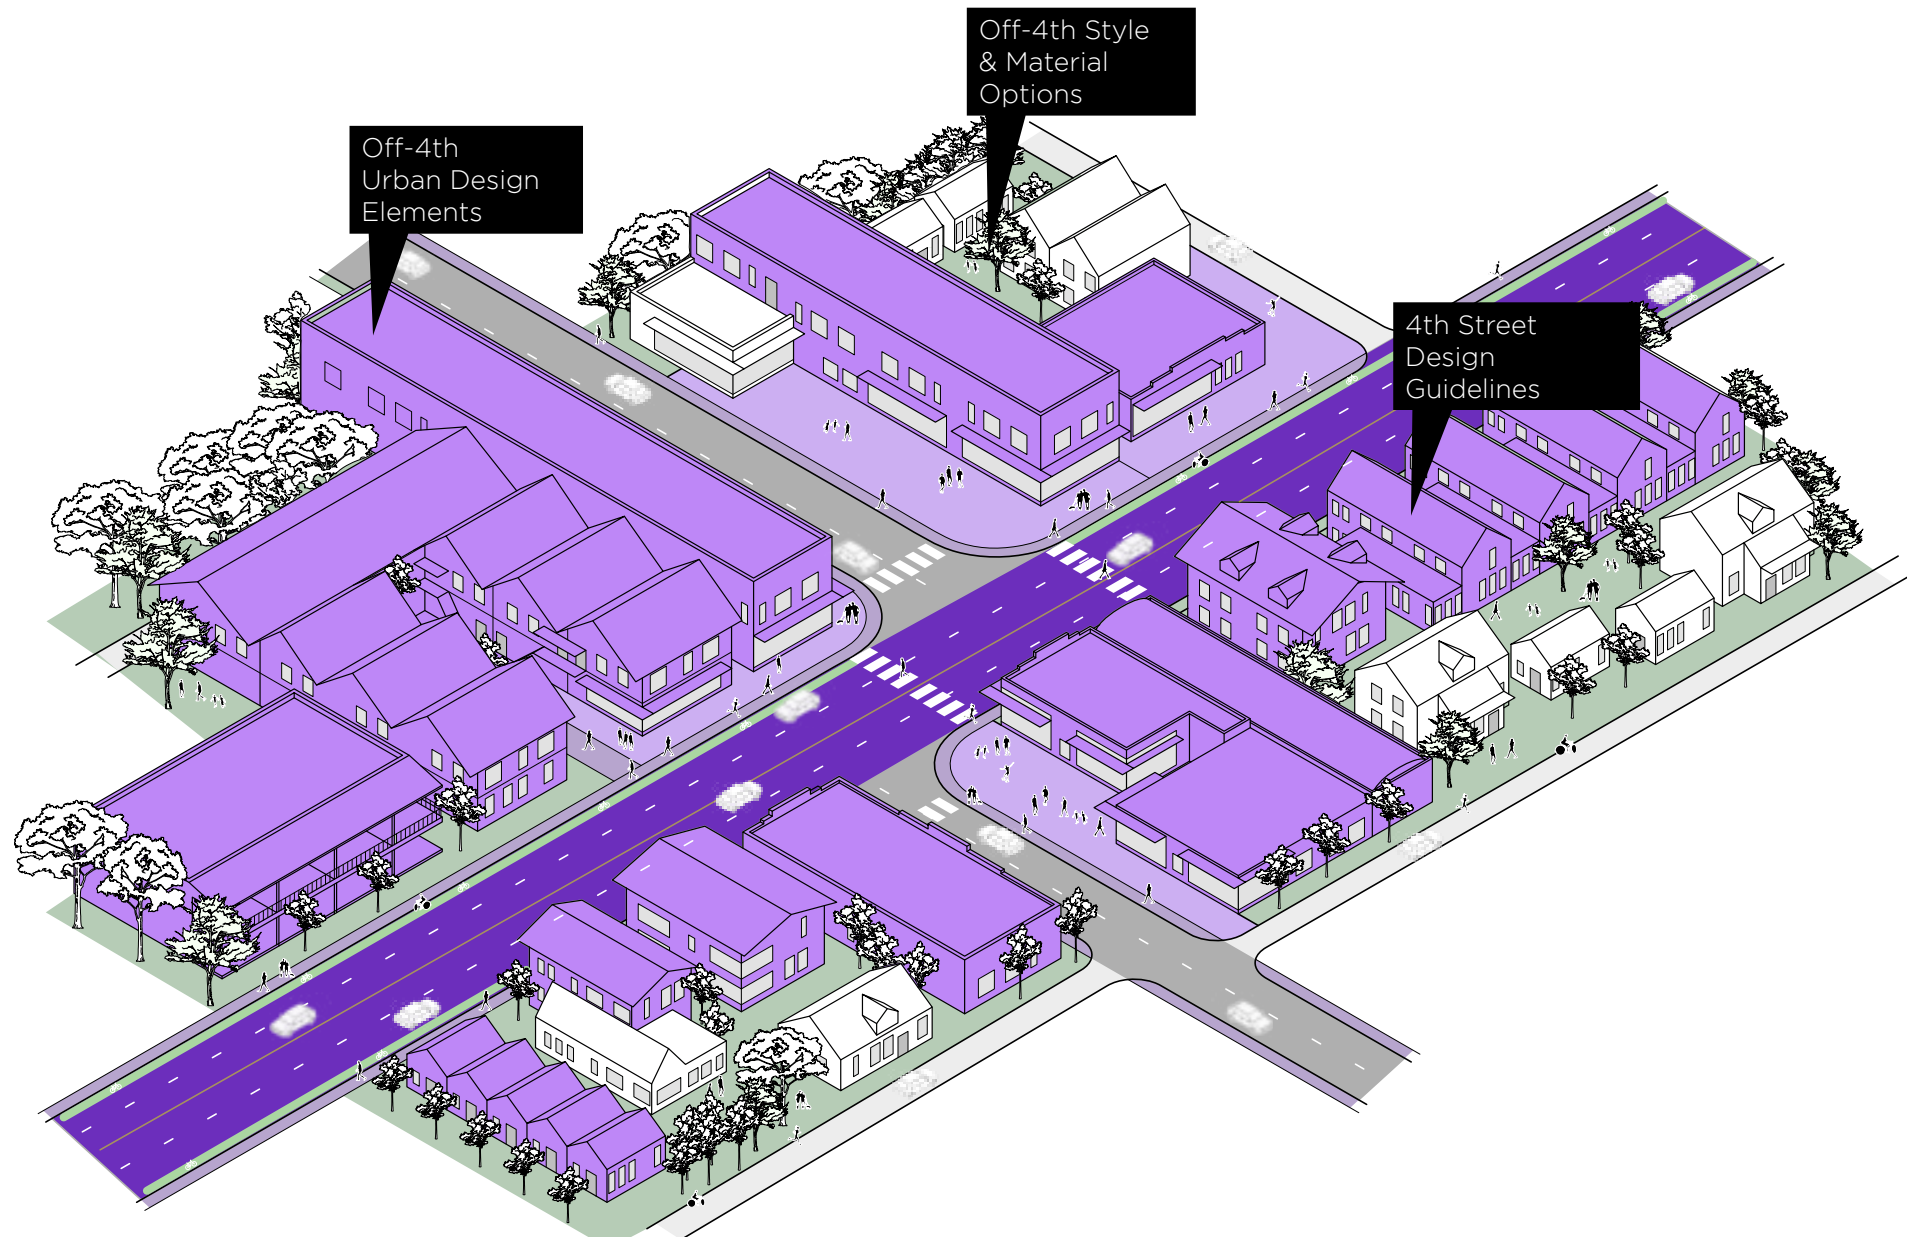 Off-4th Style
& Material
Options
Off-4th
Urban Design
Elements
4th Street
Design
Guidelines